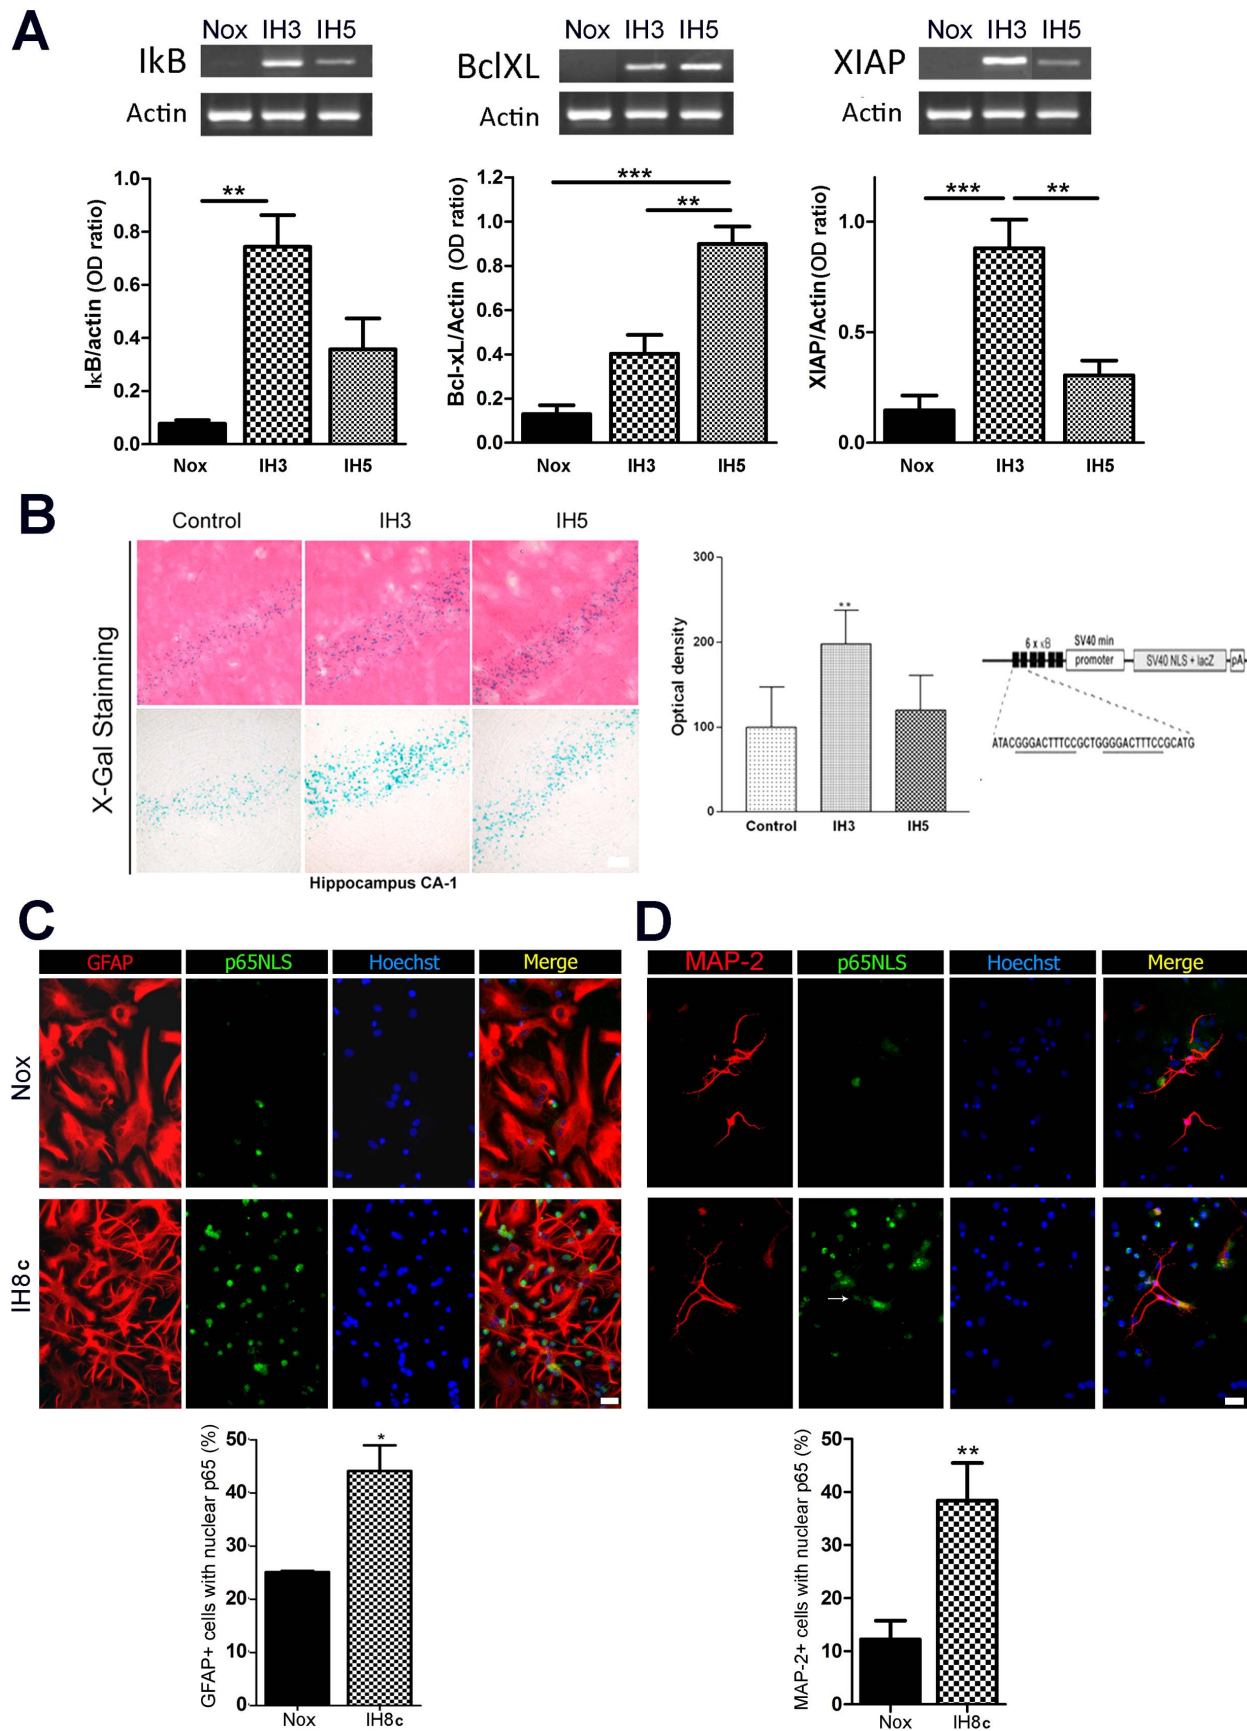 A
Nox IH3 IH5
IkB
Actin
Nox IH3 IH5
BclXL
Actin
Nox IH3 IH5
XIAP
Actin
IκB/actin (OD ratio)
1.0
0.8
0.6
0.4
0.2
0.0
**
Nox IH3 IH5
Bcl-xL/Actin (OD ratio)
1.2
1.0
0.8
0.6
0.4
0.2
0.0
***
**
Nox IH3 IH5
XIAP/Actin(OD ratio)
1.0
0.5
0.0
*** **
Nox IH3 IH5
B
Control IH3 IH5
X-Gal Stainning
Hippocampus CA-1
Optical density
300
200
100
0
**
Control IH3 IH5
6 x κB
SV40 min
promoter
SV40 NLS + lacZ
pA
ATACGGGACTTTCCGCTGGGGACTTTCCGCATG
C
GFAP p65NLS Hoechst Merge
Nox
IH8c
GFAP+ cells with nuclear p65 (%)
50
40
30
20
10
0
*
Nox IH8c
D
MAP-2 p65NLS Hoechst Merge
MAP-2+ cells with nuclear p65 (%)
50
40
30
20
10
0
**
Nox IH8c